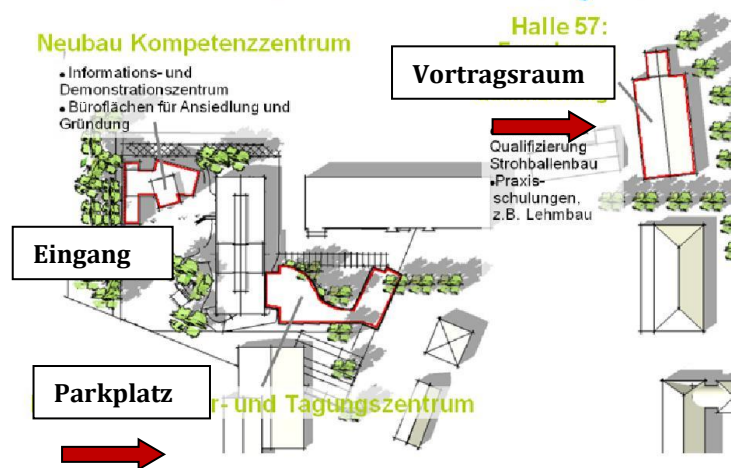 Neubau Kompetenzzentrum
• Informations- und
Demonstrationszentrum
• Büroflächen für Ansiedlung und
Gründung
Halle 57:
Vortragsraum
Qualifizierung
Strohballenbau
• Praxis-
schulungen,
z.B. Lehmbau
Eingang
Parkplatz
r- und Tagungszentrum